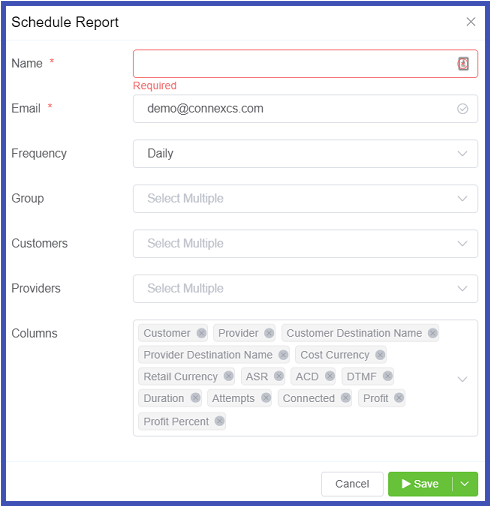 Schedule Report
Name *
Required
Email * demo@connexcs.com
Frequency Daily
Group Select Multiple
Customers Select Multiple
Providers Select Multiple
Columns
Customer Provider Customer Destination Name
Provider Destination Name Cost Currency
Retail Currency ASR ACD DTMF
Duration Attempts Connected Profit
Profit Percent
Cancel Save